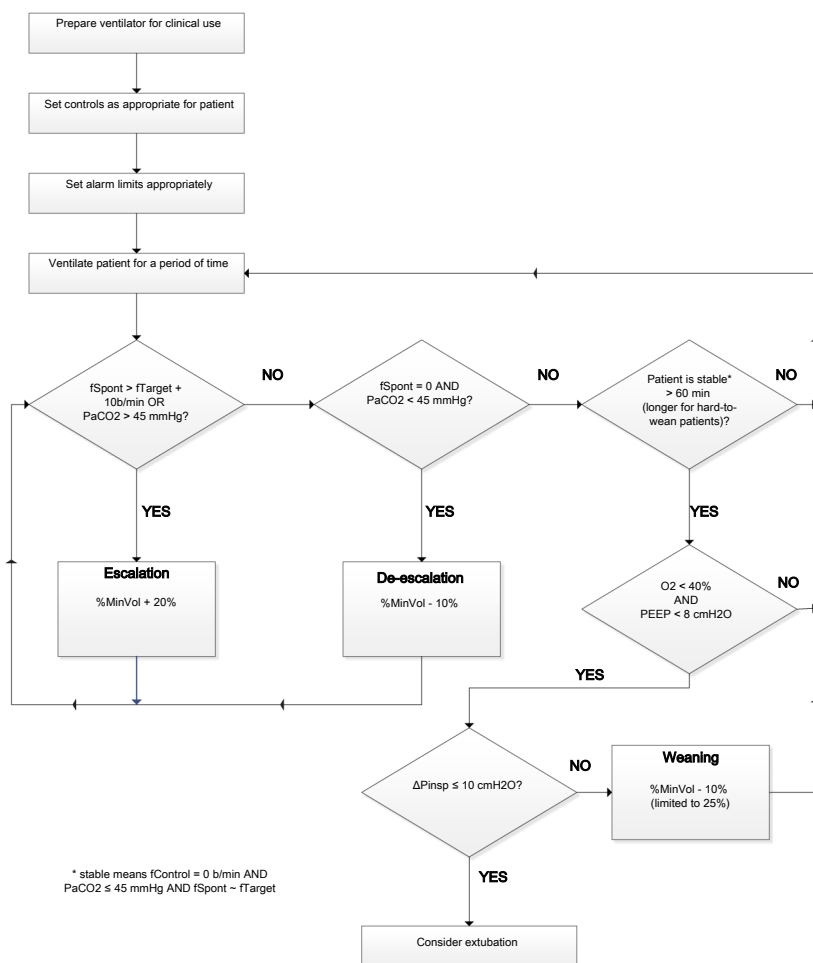 Prepare ventilator for clinical use
Set controls as appropriate for patient
Set alarm limits appropriately
Ventilate patient for a period of time
fSpont > fTarget +
10b/min OR
PaCO2 > 45 mmHg?
NO
fSpont = 0 AND
PaCO2 < 45 mmHg?
NO
Patient is stable*
> 60 min
(longer for hard-to-
wean patients)?
NO
YES
YES
YES
Escalation
%MinVol + 20%
De-escalation
%MinVol - 10%
O2 < 40%
AND
PEEP < 8 cmH2O
NO
YES
ΔPinsp ≤ 10 cmH2O?
NO
Weaning
%MinVol - 10%
(limited to 25%)
YES
* stable means fControl = 0 b/min AND
PaCO2 ≤ 45 mmHg AND fSpont ~ fTarget
Consider extubation